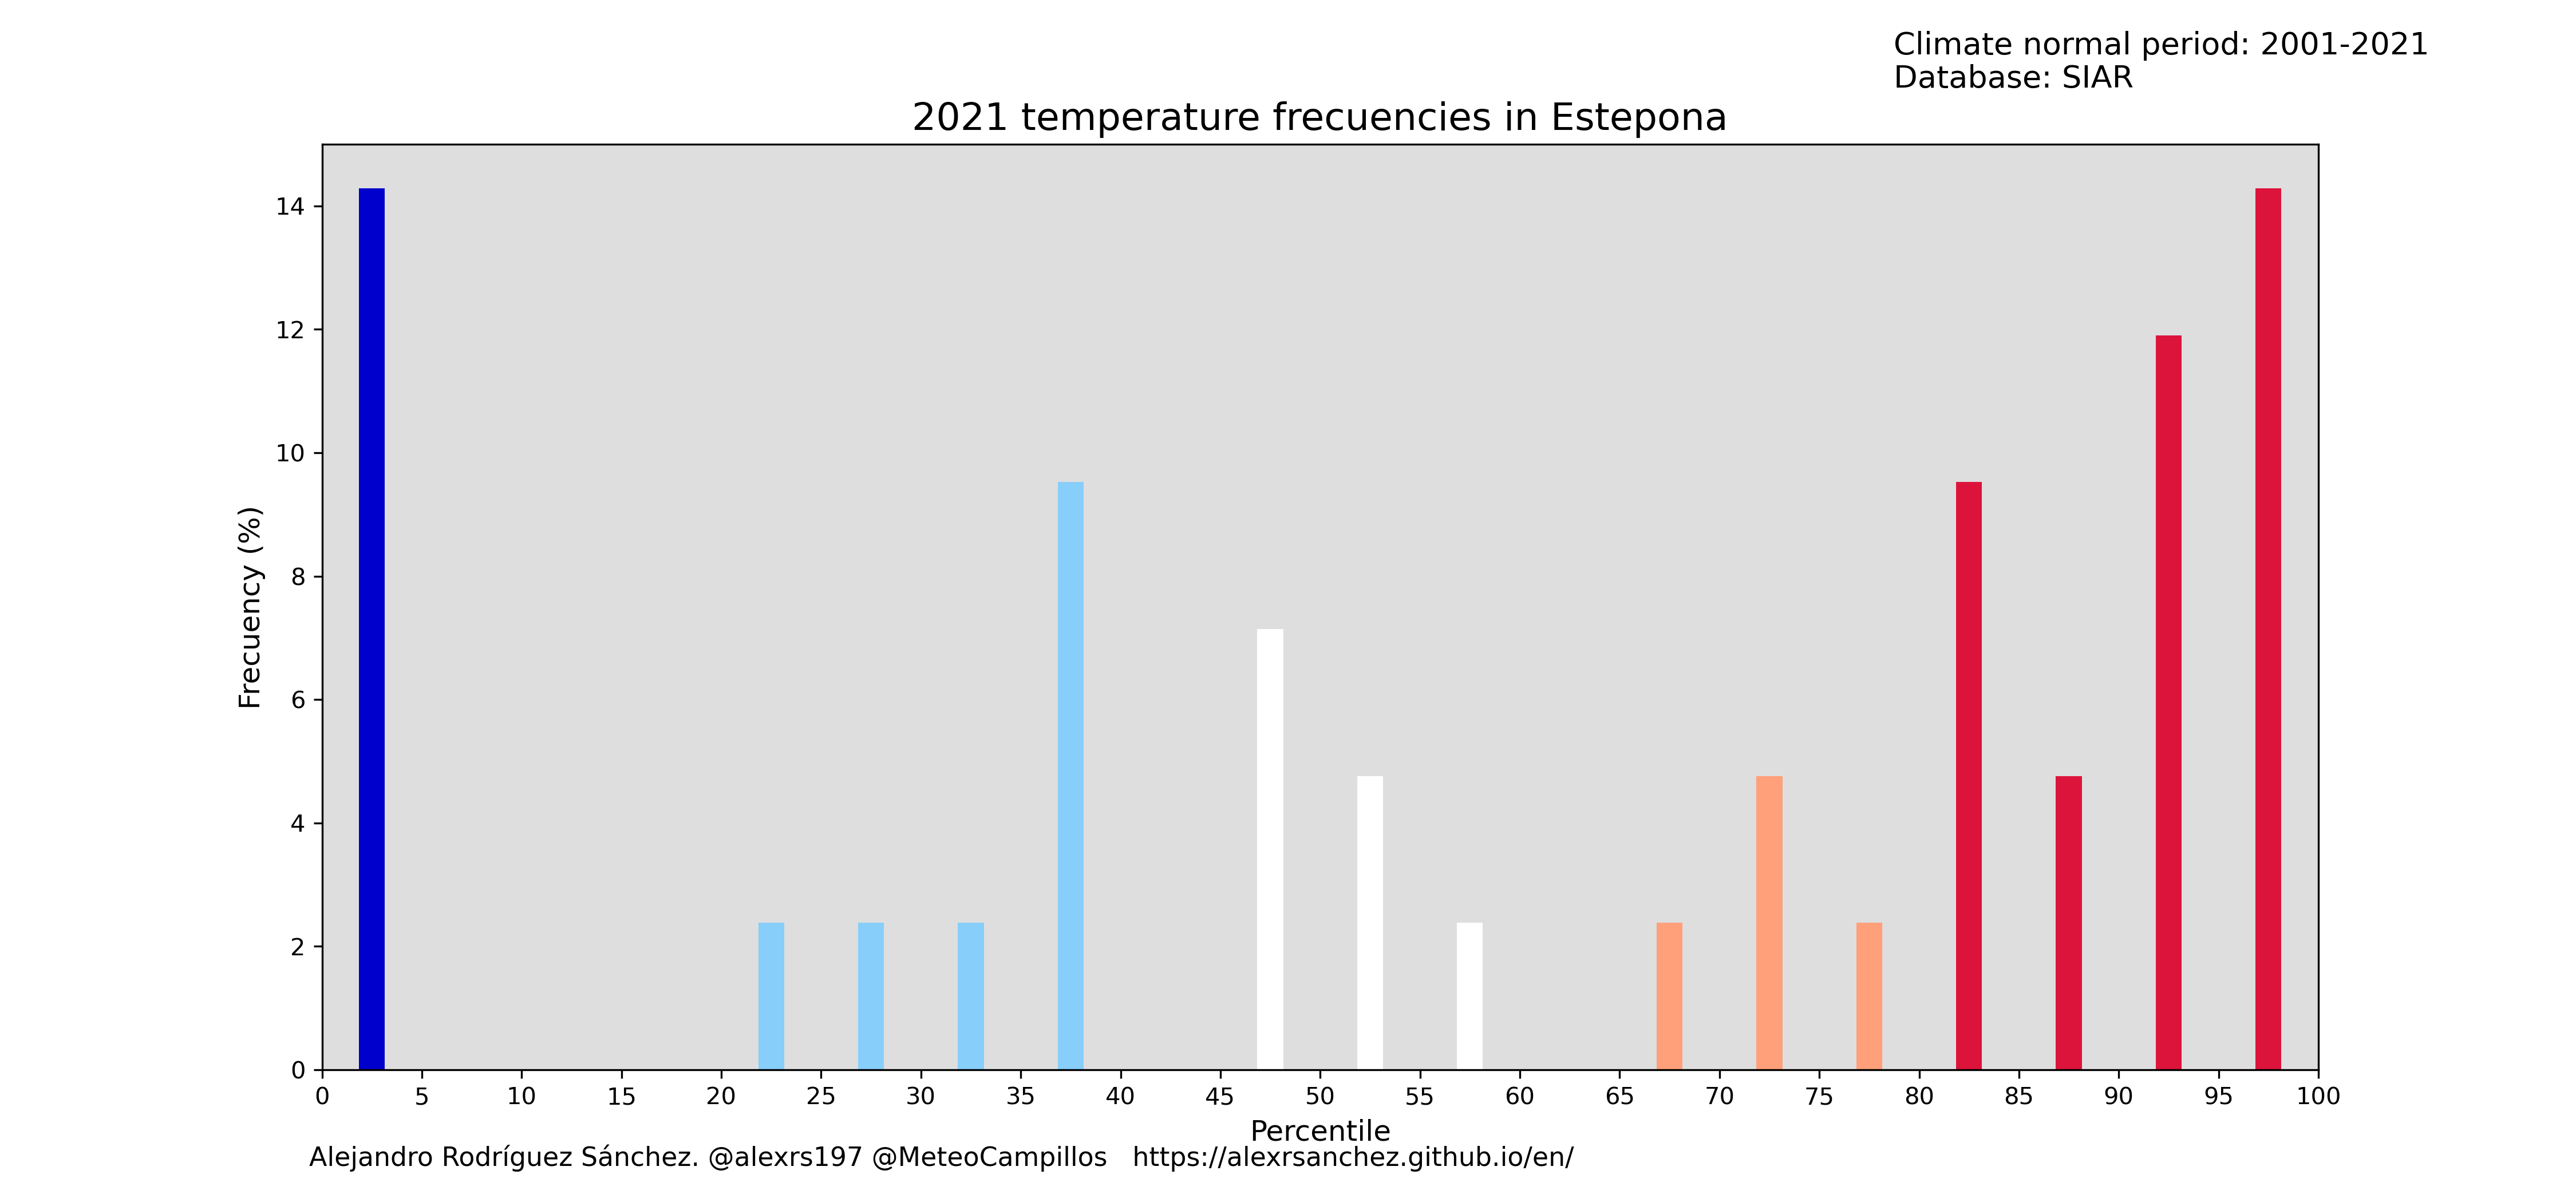 Climate normal period: 2001-2021
Database: SIAR
2021 temperature frecuencies in Estepona
Frecuency (%)
14
12
10
8
6
4
2
0
0 5 10 15 20 25 30 35 40 45 50 55 60 65 70 75 80 85 90 95 100
Percentile
Alejandro Rodríguez Sánchez. @alexrs197 @MeteoCampillos https://alexrsanchez.github.io/en/